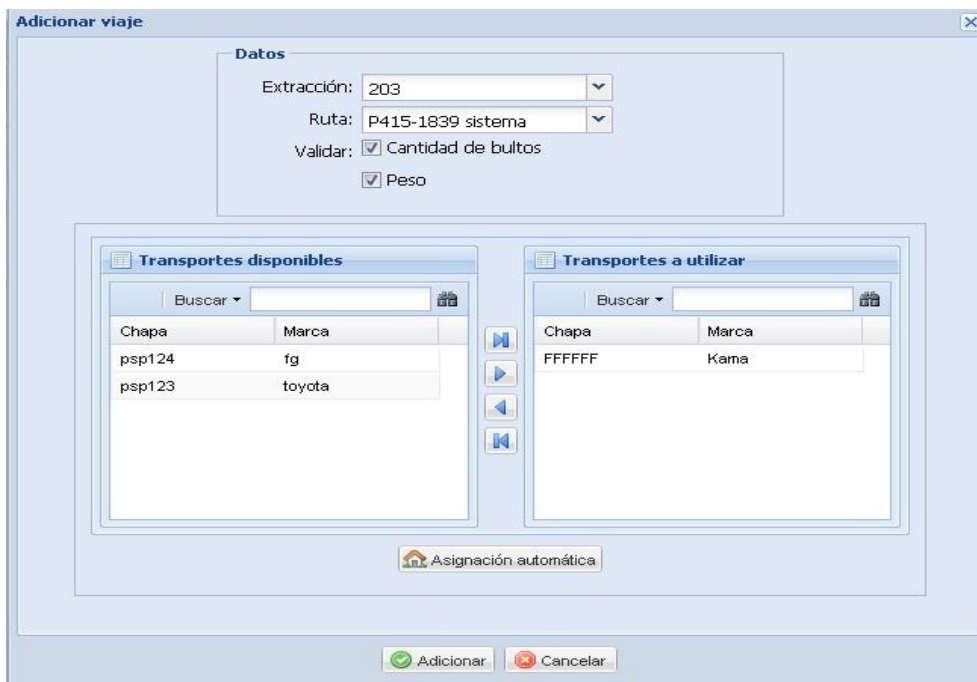 Adicionar viaje
Datos
Extracción: 203
Ruta: P415-1839 sistema
Validar: Cantidad de bultos
Peso
Transportes disponibles
Buscar
Chapa Marca
psp124 fg
psp123 toyota
Transportes a utilizar
Buscar
Chapa Marca
FFFFFF Kama
Asignación automática
Adicionar Cancelar